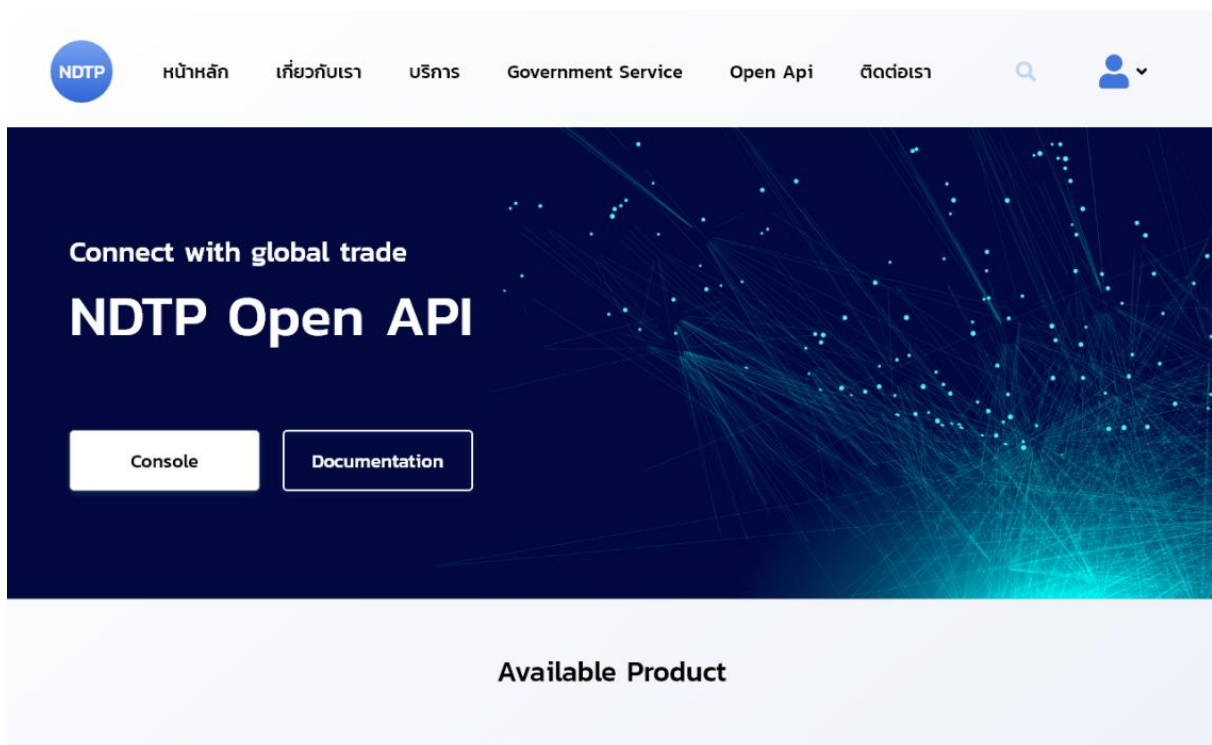 NDTP หน้าหลัก เกี่ยวกับเรา บริการ Government Service Open Api ติดต่อเรา
Connect with global trade
NDTP Open API
Console Documentation
Available Product